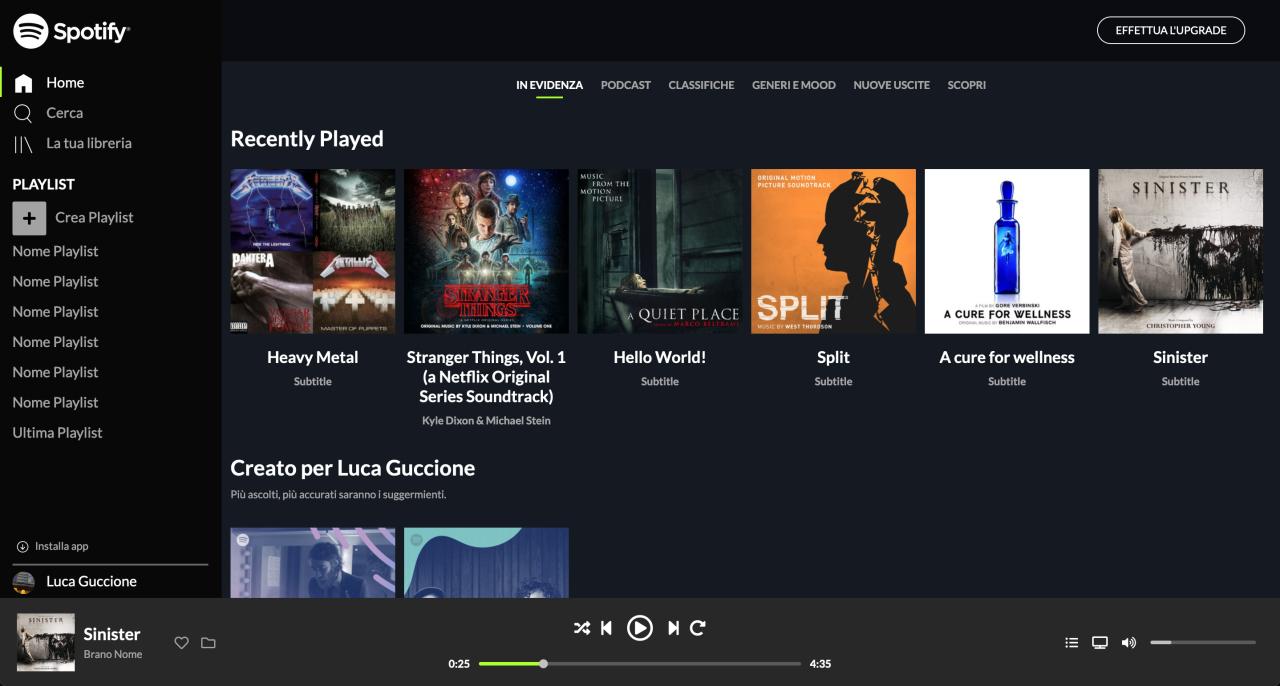 Spotify®
EFFETTUA L'UPGRADE
Home
Cerca
La tua libreria
PLAYLIST
+ Crea Playlist
Nome Playlist
Nome Playlist
Nome Playlist
Nome Playlist
Nome Playlist
Nome Playlist
Ultima Playlist
Installa app
Luca Guccione
IN EVIDENZA PODCAST CLASSIFICHE GENERI E MOOD NUOVE USCITE SCOPRI
Recently Played
METALLICA
RIDE THE LIGHTNING
PANTERA
METALLICA
MASTER OF PUPPETS
Heavy Metal
Subtitle
STRANGER
THINGS
A NETFLIX ORIGINAL SERIES
ORIGINAL MUSIC BY KYLE DIXON & MICHAEL STEIN • VOLUME ONE
Stranger Things, Vol. 1
(a Netflix Original
Series Soundtrack)
Kyle Dixon & Michael Stein
MUSIC
FROM THE
MOTION
PICTURE
A QUIET PLACE
MARCO BELTRAMI
Hello World!
Subtitle
ORIGINAL MOTION
PICTURE SOUNDTRACK
SPLIT
MUSIC BY WEST THORDSON
Split
Subtitle
A FILM BY GORE VERBINSKI
A CURE FOR WELLNESS
ORIGINAL MUSIC BY BENJAMIN WALLFISCH
A cure for wellness
Subtitle
SINISTER
CHRISTOPHER YOUNG
Sinister
Subtitle
Creato per Luca Guccione
Più ascolti, più accurati saranno i suggermienti.
SINISTER
Sinister
Brano Nome
0:25
4:35